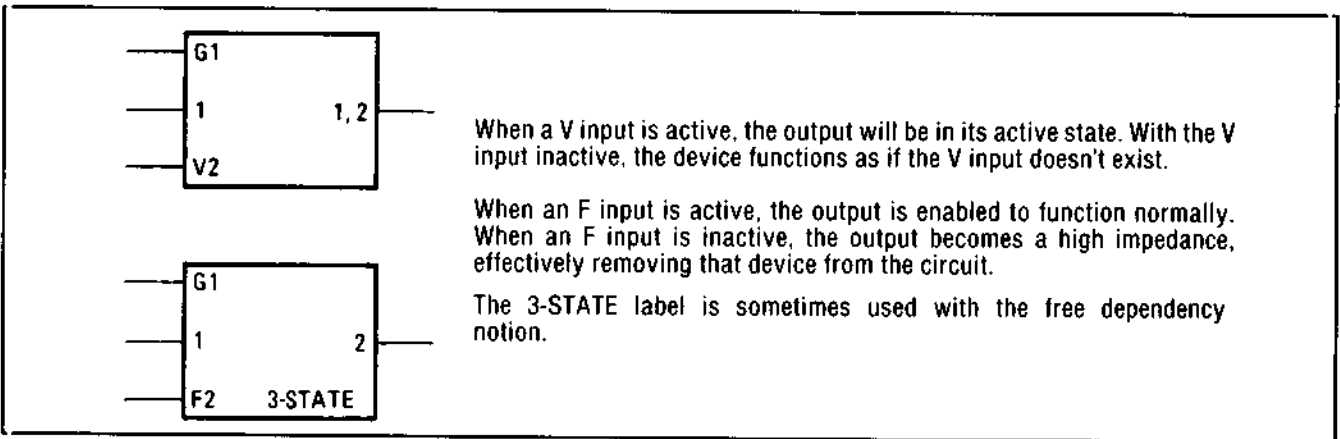 G1
1
1, 2
V2
When a V input is active, the output will be in its active state. With the V
input inactive, the device functions as if the V input doesn't exist.
When an F input is active, the output is enabled to function normally.
When an F input is inactive, the output becomes a high impedance,
effectively removing that device from the circuit.
The 3-STATE label is sometimes used with the free dependency
notion.
G1
1
2
F2
3-STATE